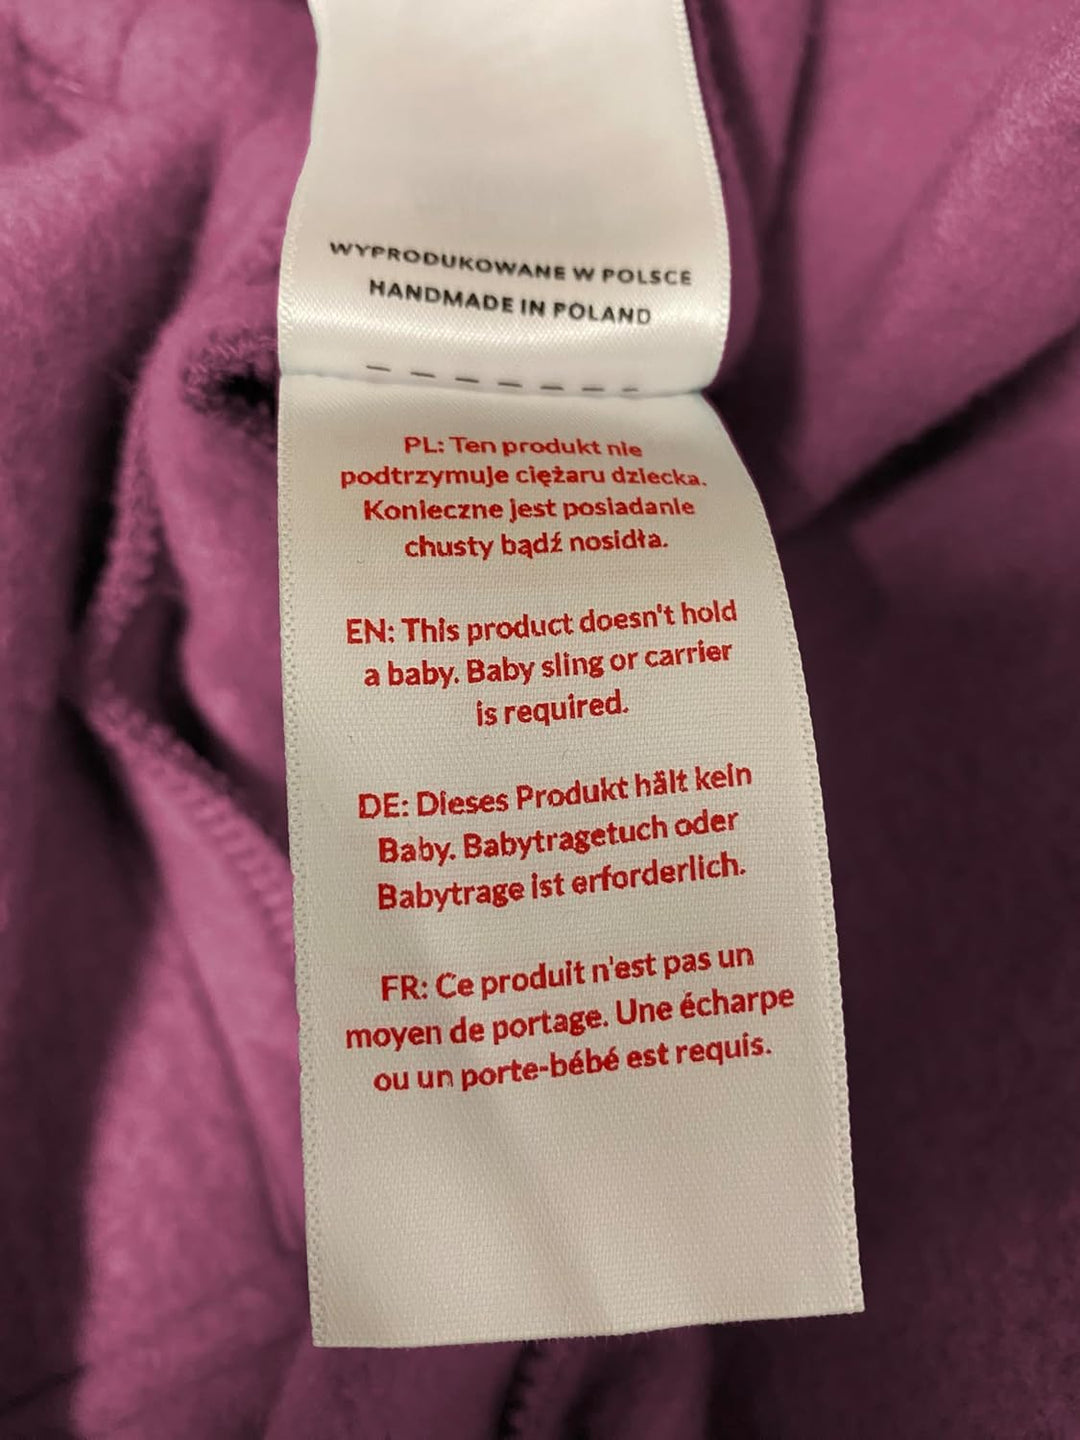 WYPRODUKOWANE W POLSCE
HANDMADE IN POLAND
PL: Ten produkt nie
podtrzymuje ciężaru dziecka.
Konieczne jest posiadanie
chusty bądź nosidła.
EN: This product doesn't hold
a baby. Baby sling or carrier
is required.
DE: Dieses Produkt hält kein
Baby. Babytragetuch oder
Babytrage ist erforderlich.
FR: Ce produit n'est pas un
moyen de portage. Une écharpe
ou un porte-bébé est requis.